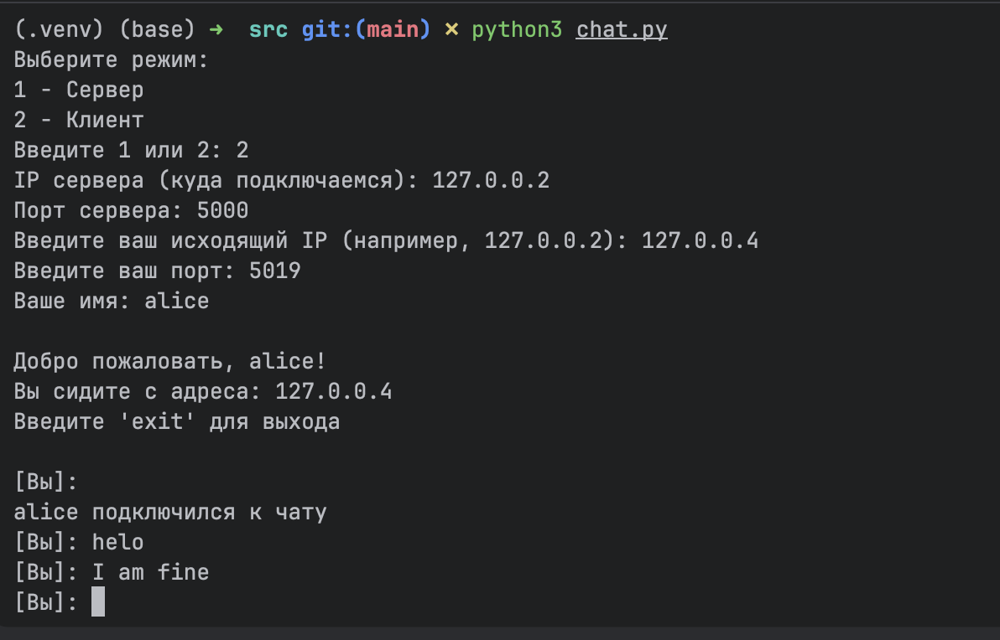 (.venv) (base) ➜ src git:(main) ✗ python3 chat.py
Выберите режим:
1 - Сервер
2 - Клиент
Введите 1 или 2: 2
IP сервера (куда подключаемся): 127.0.0.2
Порт сервера: 5000
Введите ваш исходящий IP (например, 127.0.0.2): 127.0.0.4
Введите ваш порт: 5019
Ваше имя: alice
Добро пожаловать, alice!
Вы сидите с адреса: 127.0.0.4
Введите 'exit' для выхода
[Вы]:
alice подключился к чату
[Вы]: helo
[Вы]: I am fine
[Вы]: